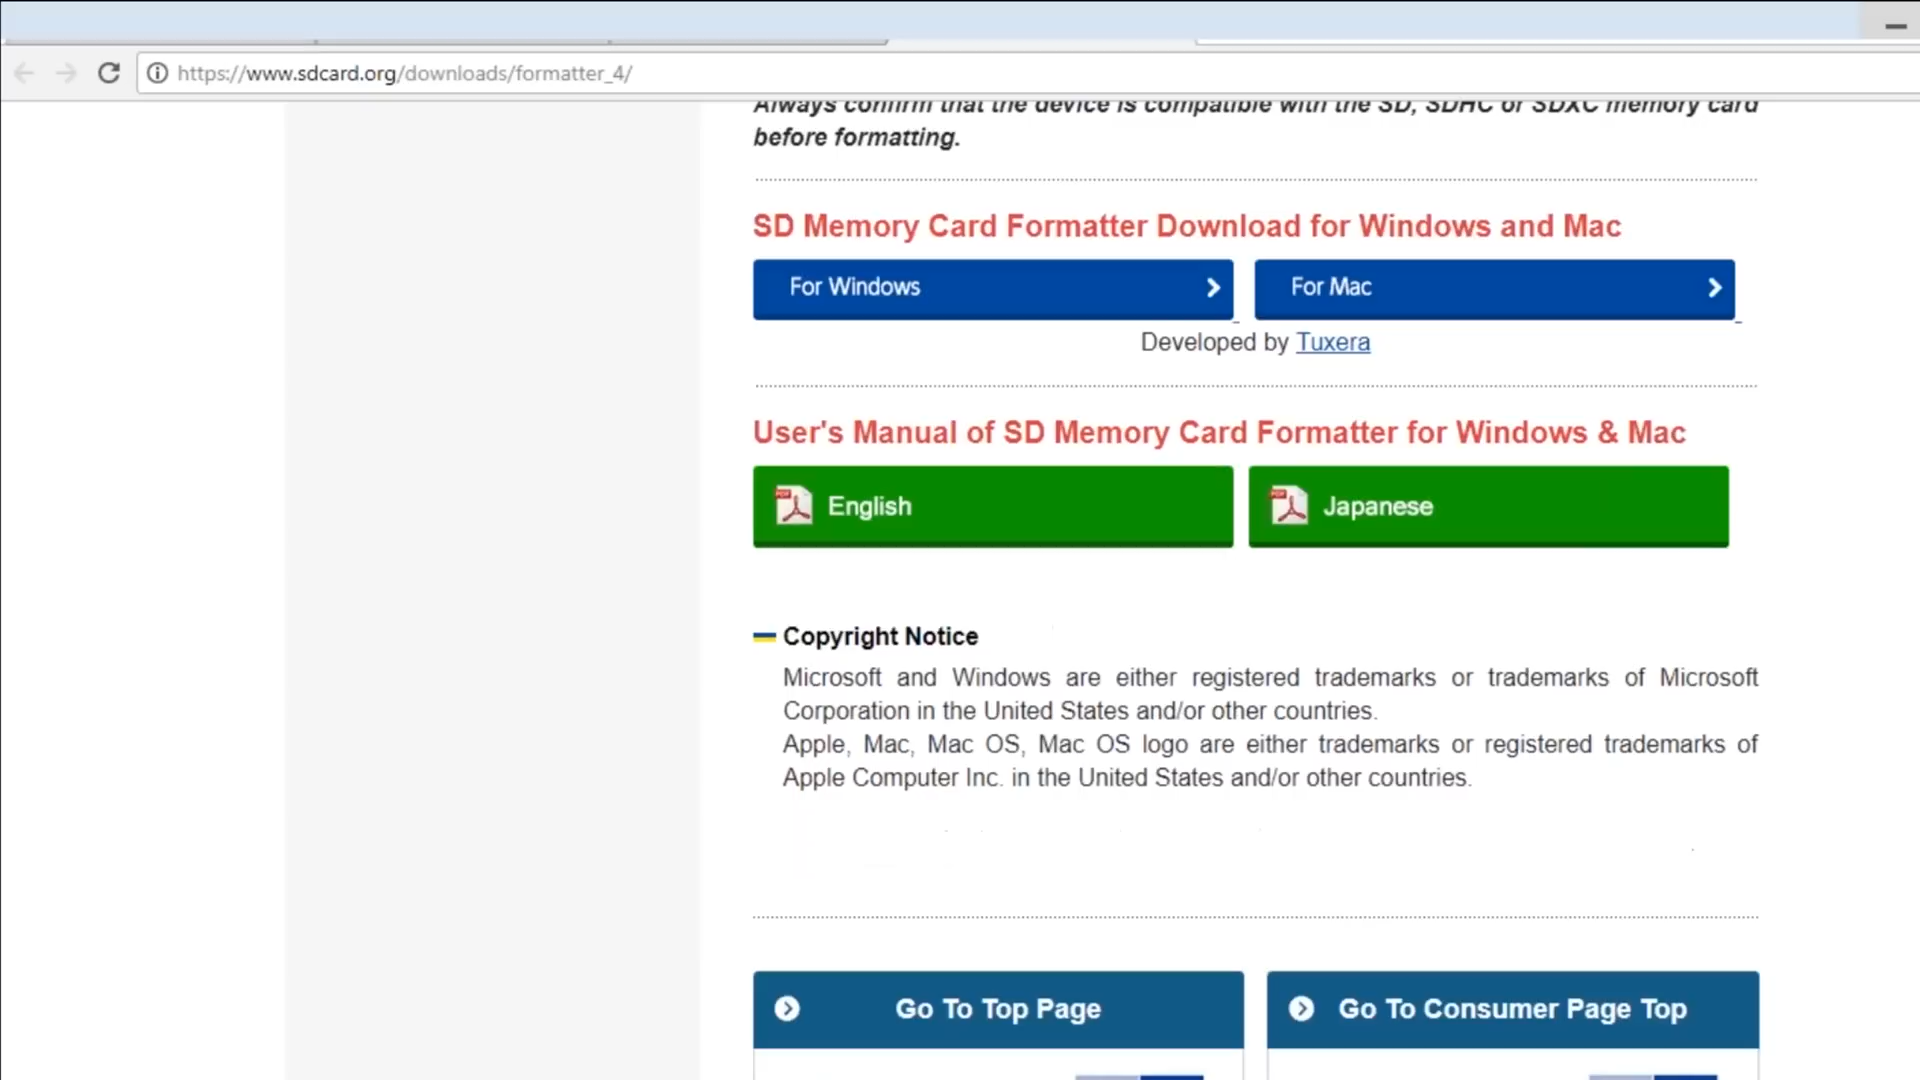 https://www.sdcard.org/downloads/formatter_4/
Always confirm that the device is compatible with the SD, SDHC or SDXC memory card
before formatting.
SD Memory Card Formatter Download for Windows and Mac
For Windows
For Mac
Developed by Tuxera
User's Manual of SD Memory Card Formatter for Windows & Mac
PDF English
PDF Japanese
Copyright Notice
Microsoft and Windows are either registered trademarks or trademarks of Microsoft
Corporation in the United States and/or other countries.
Apple, Mac, Mac OS, Mac OS logo are either trademarks or registered trademarks of
Apple Computer Inc. in the United States and/or other countries.
Go To Top Page
Go To Consumer Page Top